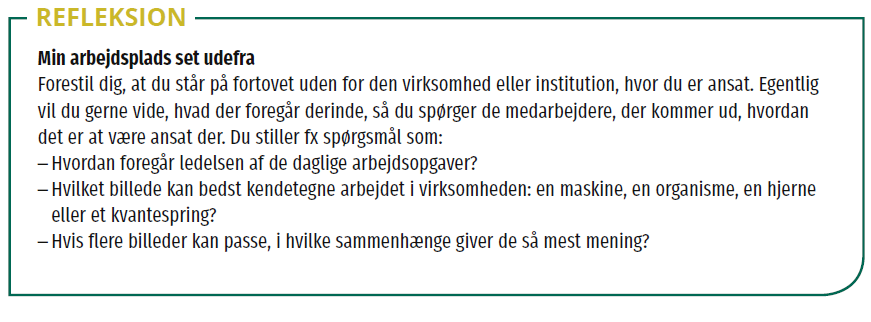 REFLEKSION
Min arbejdsplads set udefra
Forestil dig, at du står på fortovet uden for den virksomhed eller institution, hvor du er ansat. Egentlig
vil du gerne vide, hvad der foregår derinde, så du spørger de medarbejdere, der kommer ud, hvordan
det er at være ansat der. Du stiller fx spørgsmål som:
– Hvordan foregår ledelsen af de daglige arbejdsopgaver?
– Hvilket billede kan bedst kendetegne arbejdet i virksomheden: en maskine, en organisme, en hjerne
eller et kvantespring?
– Hvis flere billeder kan passe, i hvilke sammenhænge giver de så mest mening?